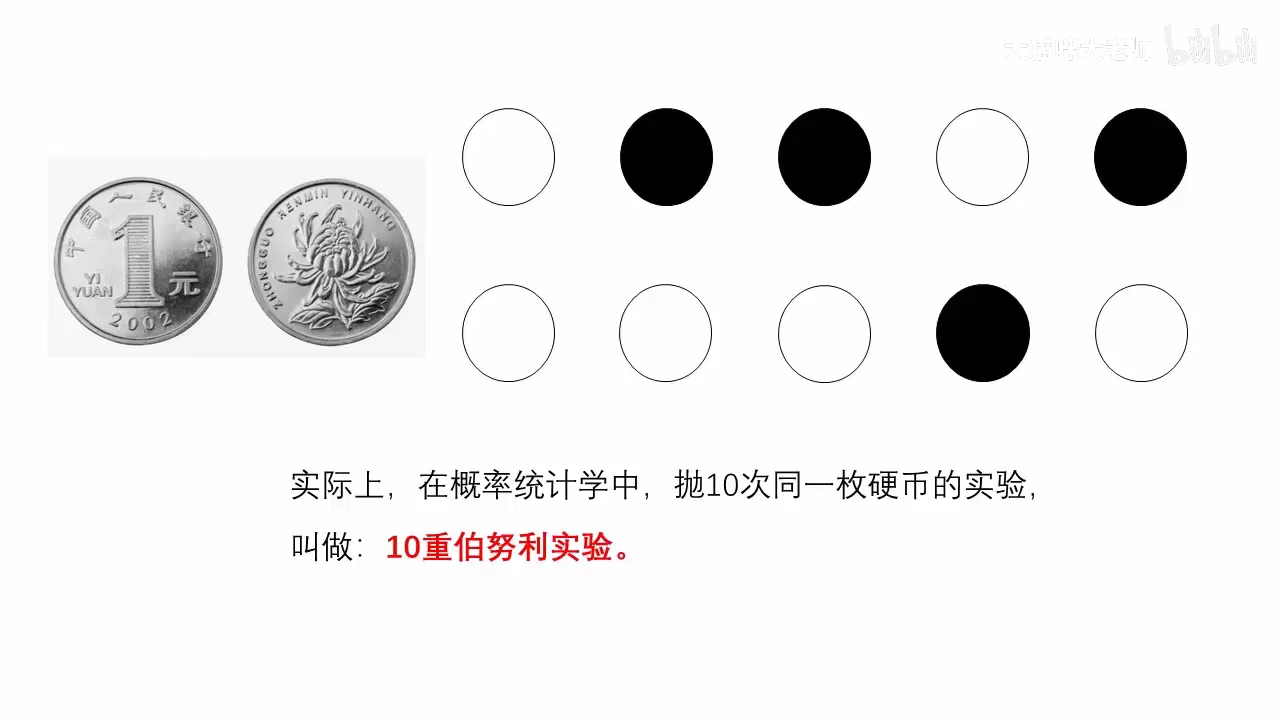 大猫咪大老师 bilibili
中国人民银行
1
YI
YUAN
元
2002
ZHONGGUO RENMIN YINHANG
实际上，在概率统计学中，抛10次同一枚硬币的实验，
叫做：10重伯努利实验。